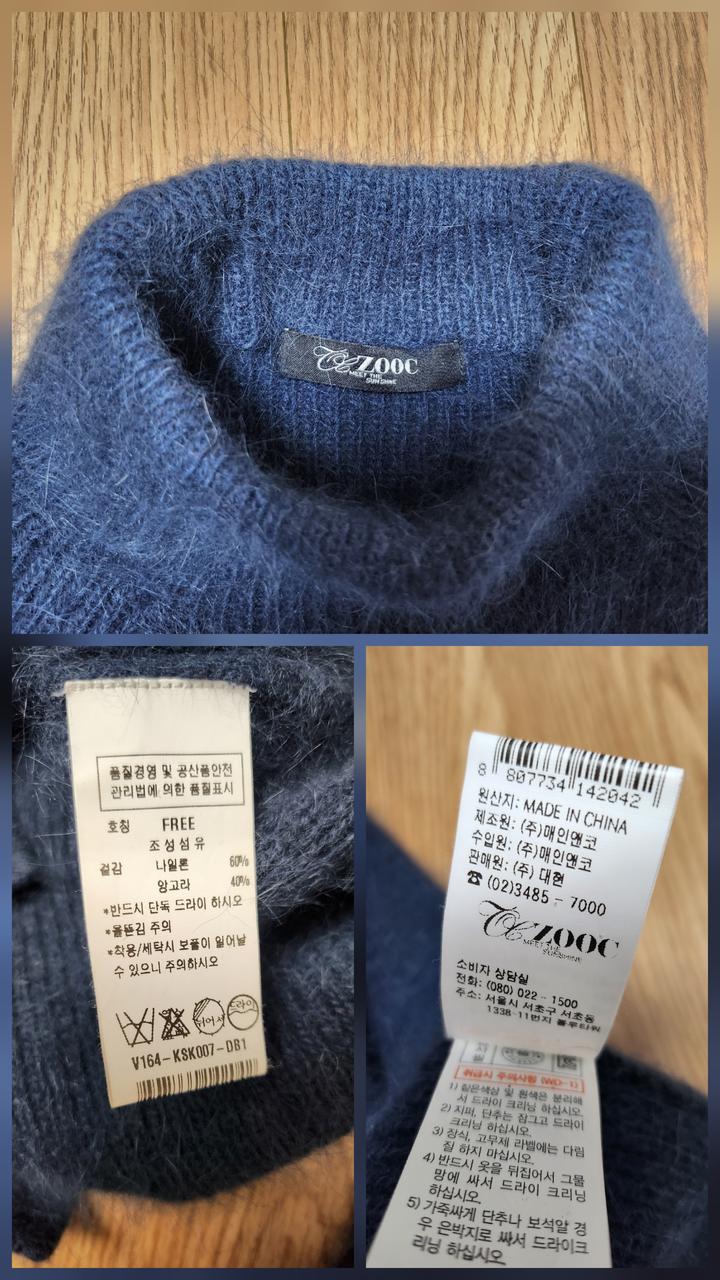 ZOOC
MEET THE
SUNSHINE
품질경영 및 공산품안전
관리법에 의한 품질표시
호칭 FREE
조성섬유
겉감 나일론 60%
앙고라 40%
*반드시 단독 드라이 하시오
*올뜯김 주의
*착용/세탁시 보풀이 일어날
수 있으니 주의하시오
드라이
V164-KSK007-DB1
8 807734 142042
원산지: MADE IN CHINA
제조원: (주)매인앤코
수입원: (주)매인앤코
판매원: (주) 대현
☎ (02)3485 - 7000
ZOOC
MEET THE
SUNSHINE
소비자 상담실
전화: (080) 022 - 1500
주소: 서울시 서초구 서초동
1338-11번지 블루타워
취급시 주의사항 (WD-1)
1) 짙은색상 및 원색은 분리해
서 드라이 크리닝 하십시오.
2) 지퍼, 단추는 잠그고 드라이
크리닝 하십시오.
3) 장식, 고무제 라벨에는 다림
질 하지 마십시오.
4) 반드시 옷을 뒤집어서 그물
망에 싸서 드라이 크리닝
하십시오.
5) 가죽싸게 단추나 보석알 경
우 은박지로 싸서 드라이크
리닝 하십시오